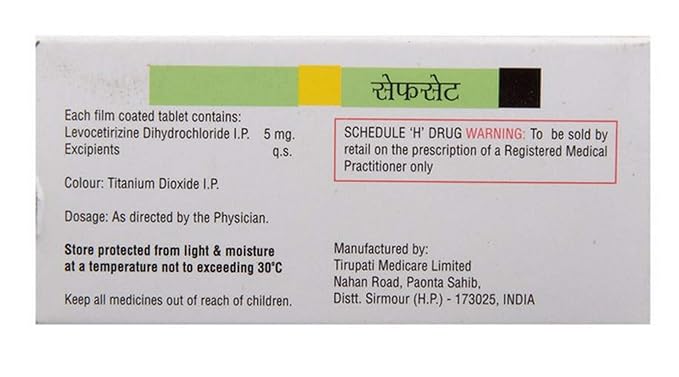 सेफसेट
Each film coated tablet contains:
Levocetirizine Dihydrochloride I.P. 5 mg.
Excipients q.s.
Colour: Titanium Dioxide I.P.
Dosage: As directed by the Physician.
Store protected from light & moisture
at a temperature not to exceeding 30°C
Keep all medicines out of reach of children.
SCHEDULE 'H' DRUG WARNING: To be sold by
retail on the prescription of a Registered Medical
Practitioner only
Manufactured by:
Tirupati Medicare Limited
Nahan Road, Paonta Sahib,
Distt. Sirmour (H.P.) - 173025, INDIA